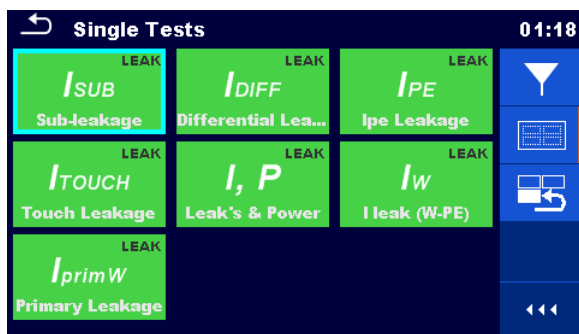 Single Tests 01:18
LEAK LEAK LEAK
ISUB IDIFF IPE
Sub-leakage Differential Lea... Ipe Leakage
LEAK LEAK LEAK
ITOUCH I, P Iw
Touch Leakage Leak's & Power I leak (W-PE)
LEAK
IprimW
Primary Leakage